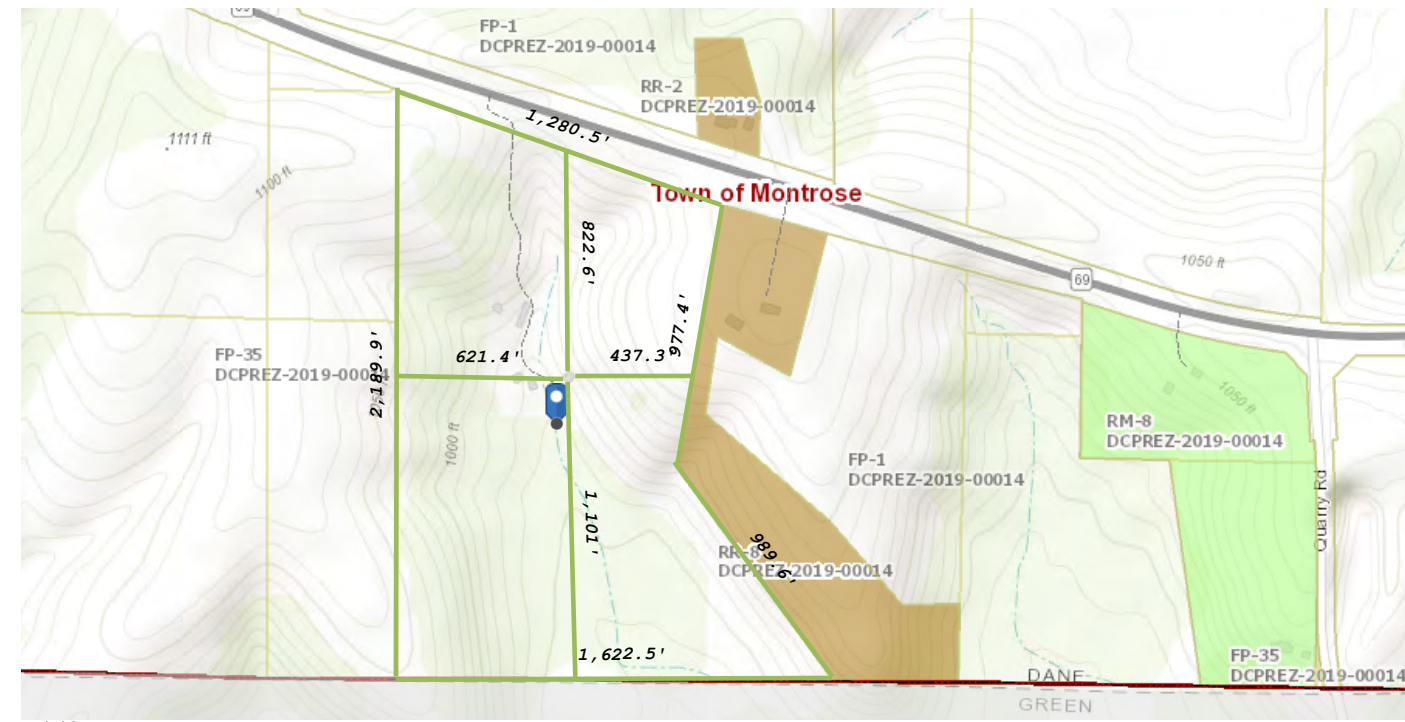 FP-1
DCPREZ-2019-00014
RR-2
DCPREZ-2019-00014
1,280.5'
1111 ft
1100 ft
Town of Montrose
822.6'
1050 ft
69
977.4'
2,189.9'
621.4'
437.3'
FP-35
DCPREZ-2019-00014
1050 ft
RM-8
DCPREZ-2019-00014
1000 ft
FP-1
DCPREZ-2019-00014
Quarry Rd
1,101'
989.6'
RR-8
DCPREZ-2019-00014
1,622.5'
FP-35
DCPREZ-2019-00014
DANE
GREEN